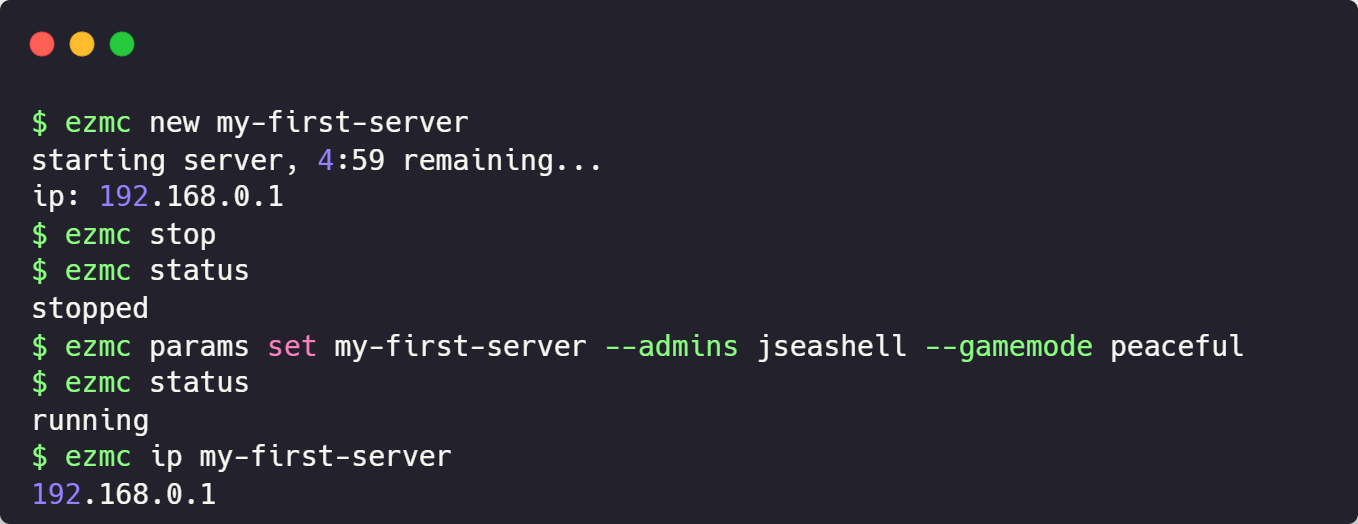 $ ezmc new my-first-server
starting server, 4:59 remaining...
ip: 192.168.0.1
$ ezmc stop
$ ezmc status
stopped
$ ezmc params set my-first-server --admins jseashell --gamemode peaceful
$ ezmc status
running
$ ezmc ip my-first-server
192.168.0.1